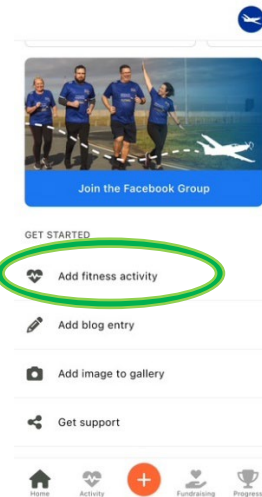 Join the Facebook Group
GET STARTED
Add fitness activity
Add blog entry
Add image to gallery
Get support
Home
Activity
Fundraising
Progress